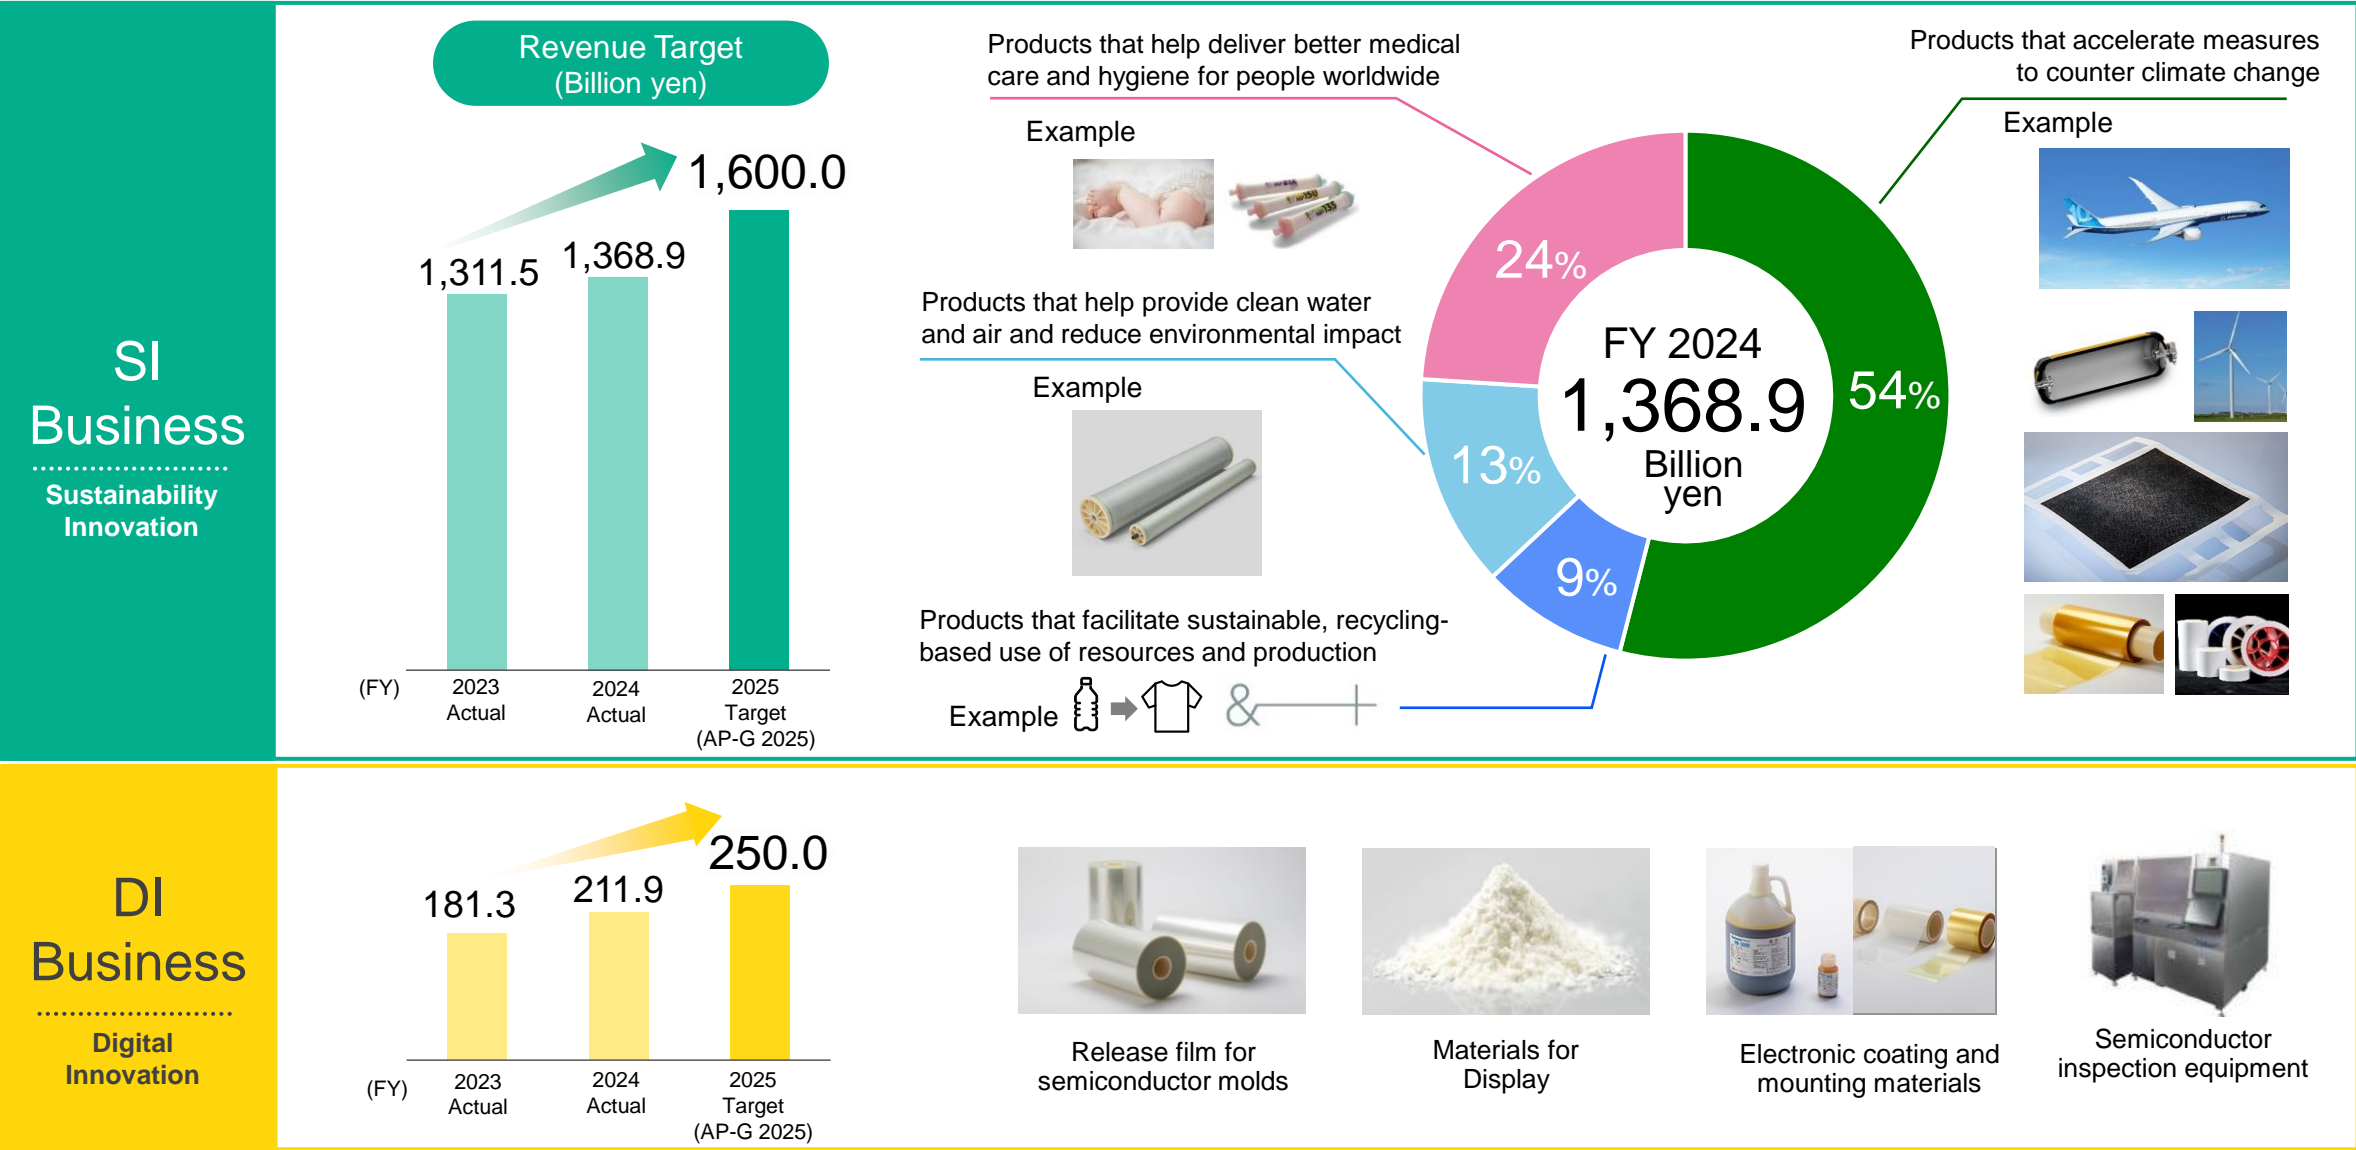 SI
Business
Sustainability
Innovation
Revenue Target
(Billion yen)
1,311.5
1,368.9
1,600.0
(FY)
2023
Actual
2024
Actual
2025
Target
(AP-G 2025)
Products that help deliver better medical
care and hygiene for people worldwide
Example
Products that help provide clean water
and air and reduce environmental impact
Example
Products that facilitate sustainable, recycling-
based use of resources and production
Example
&+
Products that accelerate measures
to counter climate change
Example
24%
13%
9%
54%
FY 2024
1,368.9
Billion
yen
DI
Business
Digital
Innovation
181.3
211.9
250.0
(FY)
2023
Actual
2024
Actual
2025
Target
(AP-G 2025)
Release film for
semiconductor molds
Materials for
Display
Electronic coating and
mounting materials
Semiconductor
inspection equipment